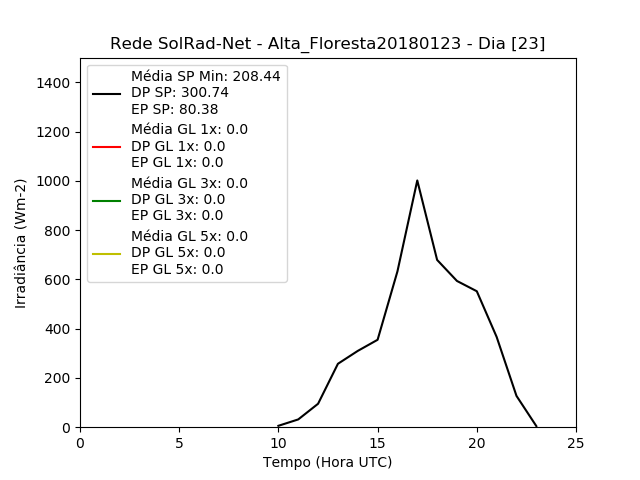 Rede SolRad-Net - Alta_Floresta20180123 - Dia [23]
Média SP Min: 208.44
DP SP: 300.74
EP SP: 80.38
Média GL 1x: 0.0
DP GL 1x: 0.0
EP GL 1x: 0.0
Média GL 3x: 0.0
DP GL 3x: 0.0
EP GL 3x: 0.0
Média GL 5x: 0.0
DP GL 5x: 0.0
EP GL 5x: 0.0
Irradiância (Wm-2)
1400
1200
1000
800
600
400
200
0
0 5 10 15 20 25
Tempo (Hora UTC)